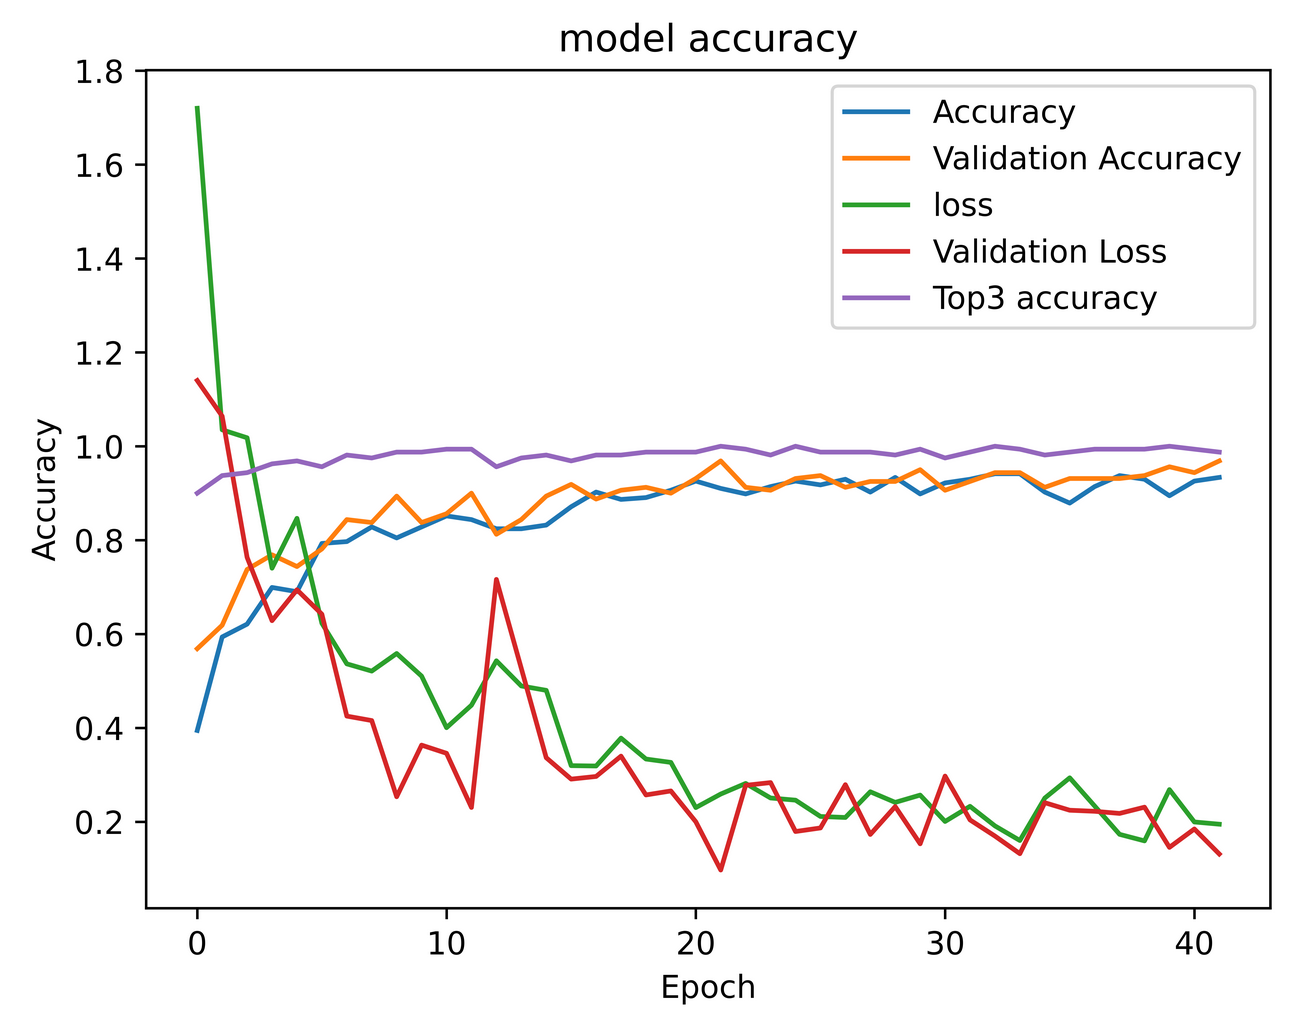 model accuracy
1.8
1.6
1.4
1.2
1.0
0.8
0.6
0.4
0.2
Accuracy
Accuracy
Validation Accuracy
loss
Validation Loss
Top3 accuracy
0 10 20 30 40
Epoch